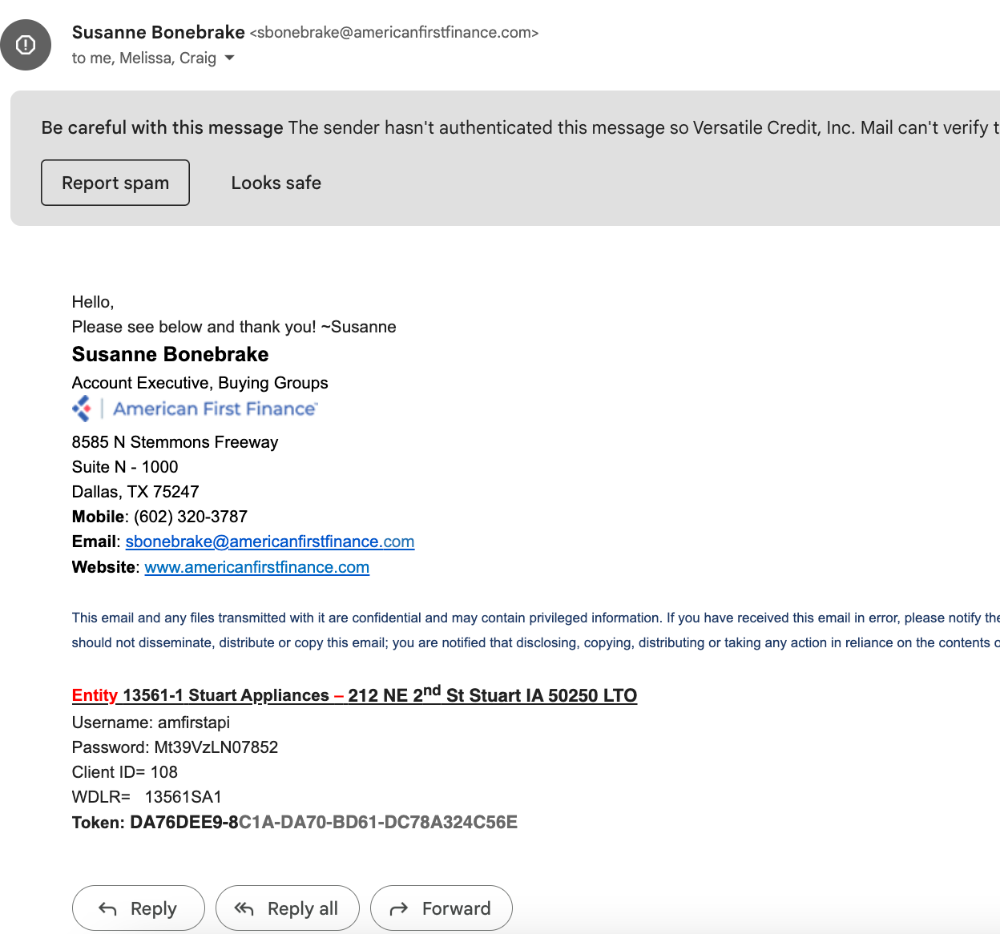 Susanne Bonebrake <sbonebrake@americanfirstfinance.com>
to me, Melissa, Craig
Be careful with this message The sender hasn't authenticated this message so Versatile Credit, Inc. Mail can't verify t
Report spam Looks safe
Hello,
Please see below and thank you! ~Susanne
Susanne Bonebrake
Account Executive, Buying Groups
American First Finance™
8585 N Stemmons Freeway
Suite N - 1000
Dallas, TX 75247
Mobile: (602) 320-3787
Email: sbonebrake@americanfirstfinance.com
Website: www.americanfirstfinance.com
This email and any files transmitted with it are confidential and may contain privileged information. If you have received this email in error, please notify the
should not disseminate, distribute or copy this email; you are notified that disclosing, copying, distributing or taking any action in reliance on the contents o
Entity 13561-1 Stuart Appliances – 212 NE 2nd St Stuart IA 50250 LTO
Username: amfirstapi
Password: Mt39VzLN07852
Client ID= 108
WDLR= 13561SA1
Token: DA76DEE9-8C1A-DA70-BD61-DC78A324C56E
Reply Reply all Forward